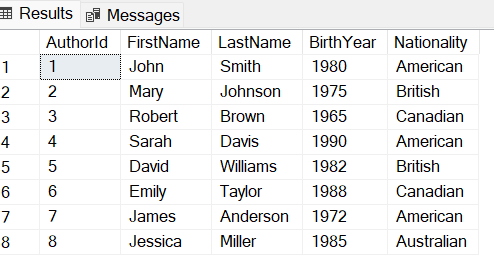 Results Messages
AuthorId FirstName LastName BirthYear Nationality
1 1 John Smith 1980 American
2 2 Mary Johnson 1975 British
3 3 Robert Brown 1965 Canadian
4 4 Sarah Davis 1990 American
5 5 David Williams 1982 British
6 6 Emily Taylor 1988 Canadian
7 7 James Anderson 1972 American
8 8 Jessica Miller 1985 Australian